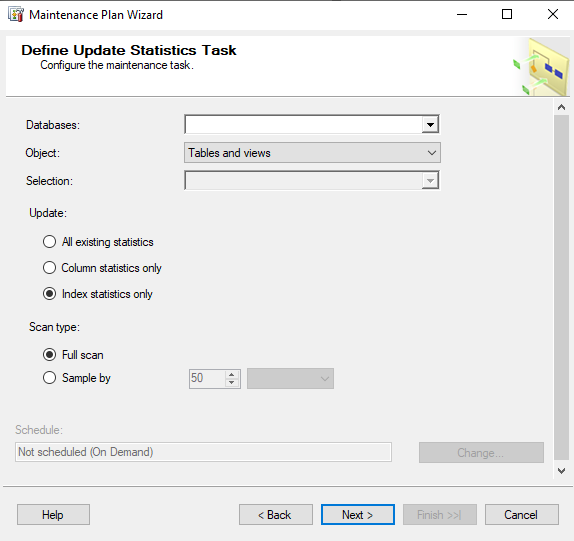 Maintenance Plan Wizard
Define Update Statistics Task
Configure the maintenance task.
Databases:
Object: Tables and views
Selection:
Update:
All existing statistics
Column statistics only
Index statistics only
Scan type:
Full scan
Sample by 50
Schedule:
Not scheduled (On Demand) Change...
Help < Back Next > Finish >>| Cancel